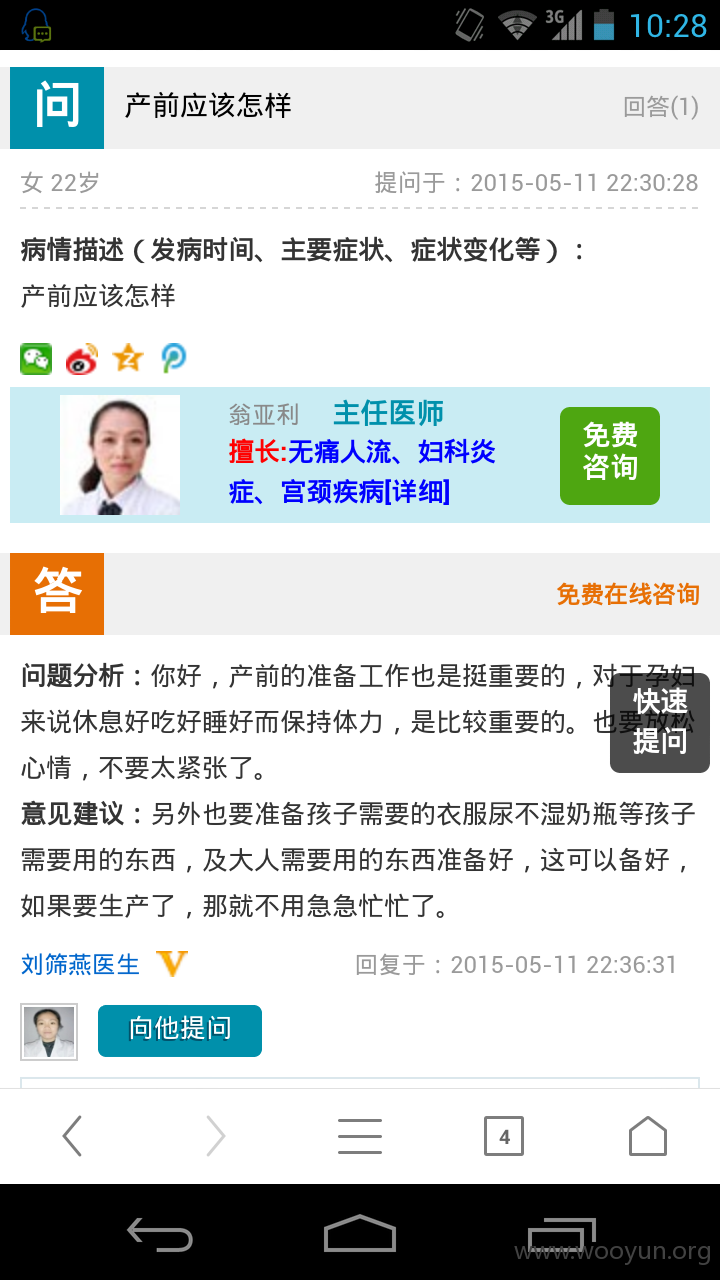 3G 10:28
问 产前应该怎样 回答(1)
女 22岁 提问于：2015-05-11 22:30:28
病情描述（发病时间、主要症状、症状变化等）：
产前应该怎样
翁亚利 主任医师
擅长:无痛人流、妇科炎
症、宫颈疾病[详细]
免费
咨询
答 免费在线咨询
问题分析：你好，产前的准备工作也是挺重要的，对于孕妇
来说休息好吃好睡好而保持体力，是比较重要的。也要放松
心情，不要太紧张了。
快速
提问
意见建议：另外也要准备孩子需要的衣服尿不湿奶瓶等孩子
需要用的东西，及大人需要用的东西准备好，这可以备好，
如果要生产了，那就不用急急忙忙了。
刘筛燕医生 V 回复于：2015-05-11 22:36:31
向他提问
4
www.wooyun.org